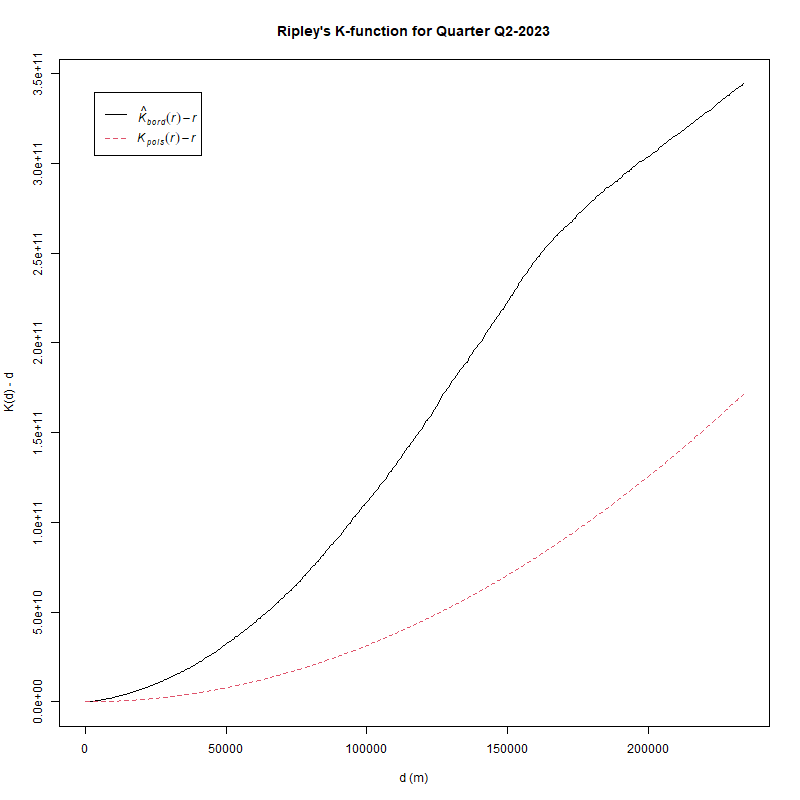 Ripley's K-function for Quarter Q2-2023
3.5e+11
K̂bord(r)−r
Kpois(r)−r
3.0e+11
2.5e+11
2.0e+11
K(d) - d
1.5e+11
1.0e+11
5.0e+10
0.0e+00
0 50000 100000 150000 200000
d (m)